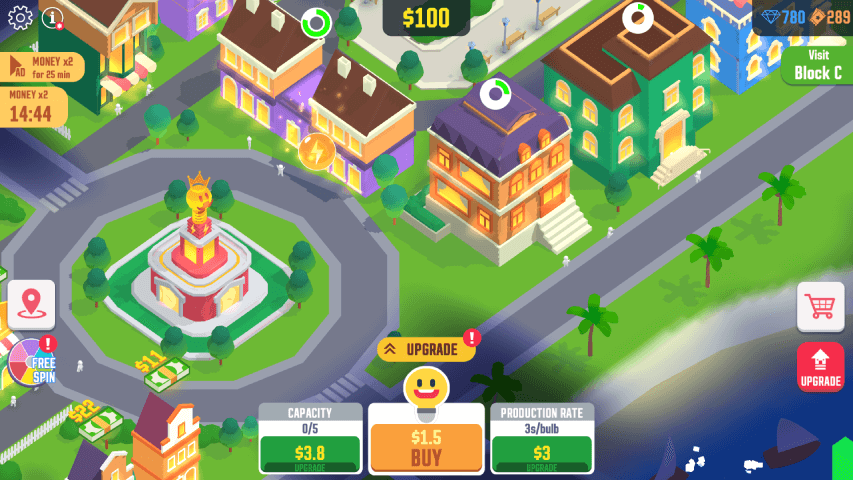 $100
780
289
AD
MONEY x2
for 25 min
MONEY x2
14:44
Visit
Block C
FREE
SPIN
$11
$22
UPGRADE
UPGRADE
CAPACITY
0/5
$3.8
UPGRADE
$1.5
BUY
PRODUCTION RATE
3s/bulb
$3
UPGRADE